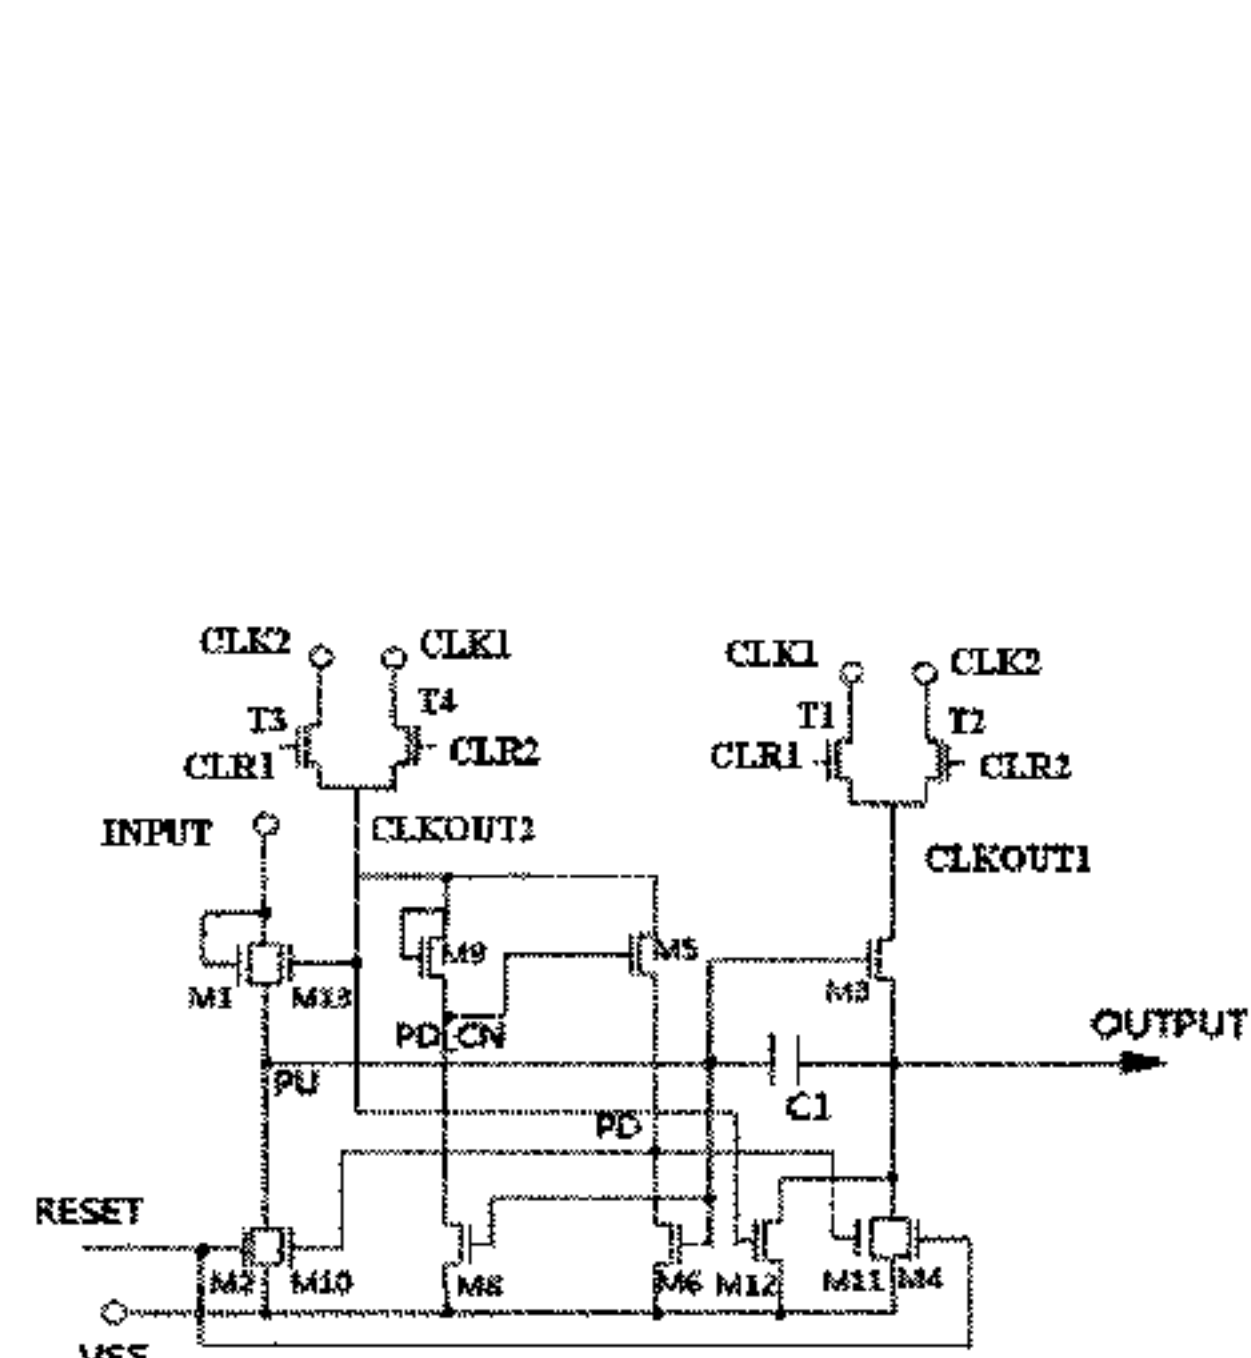 CLK2 CLK1 CLK1 CLK2
T3 T4 T1 T2
CLR1 CLR2 CLR1 CLR2
INPUT CLKOUT2 CLKOUT1
M9 M5
M1 M13 M3
PD_CN OUTPUT
PU C1
PD
RESET
M2 M10 M8 M6 M12 M11 M4
VSS